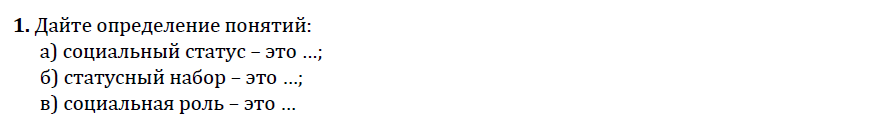 1. Дайте определение понятий:
а) социальный статус – это ...;
б) статусный набор – это ...;
в) социальная роль – это ...